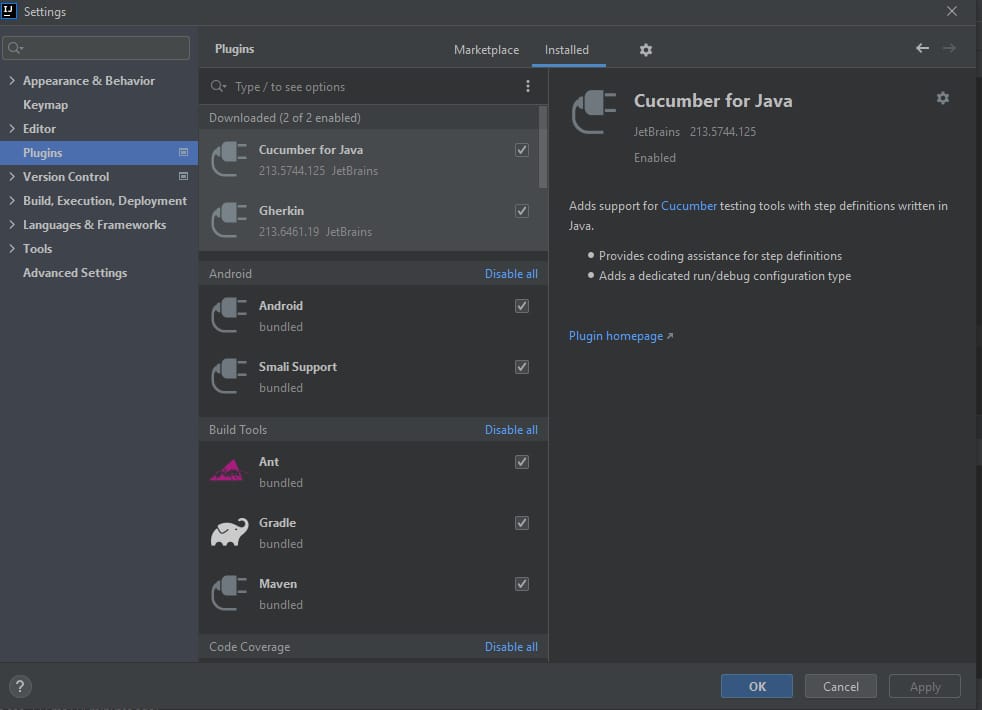 Settings
Plugins
Marketplace
Installed
Appearance & Behavior
Keymap
Editor
Plugins
Version Control
Build, Execution, Deployment
Languages & Frameworks
Tools
Advanced Settings
Type / to see options
Downloaded (2 of 2 enabled)
Cucumber for Java
213.5744.125 JetBrains
Gherkin
213.6461.19 JetBrains
Android Disable all
Android
bundled
Smali Support
bundled
Build Tools Disable all
Ant
bundled
Gradle
bundled
Maven
bundled
Code Coverage Disable all
Cucumber for Java
JetBrains 213.5744.125
Enabled
Adds support for Cucumber testing tools with step definitions written in
Java.
Provides coding assistance for step definitions
Adds a dedicated run/debug configuration type
Plugin homepage
?
OK
Cancel
Apply